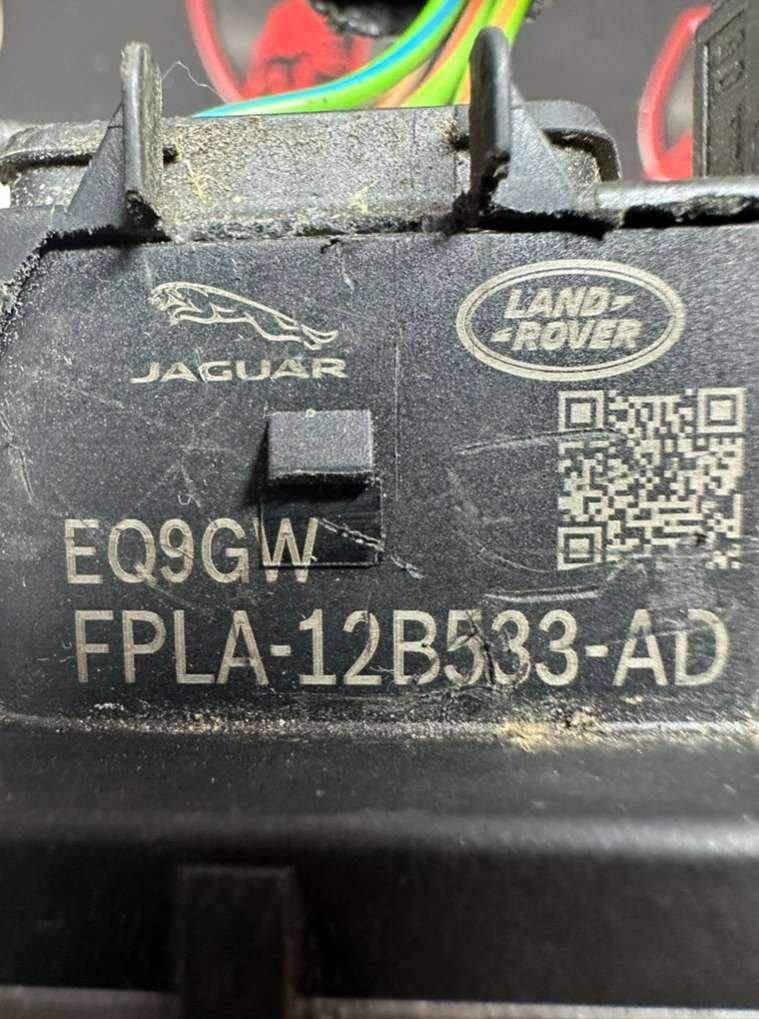 JAGUAR
LAND-
-ROVER
EQ9GW
FPLA-12B533-AD